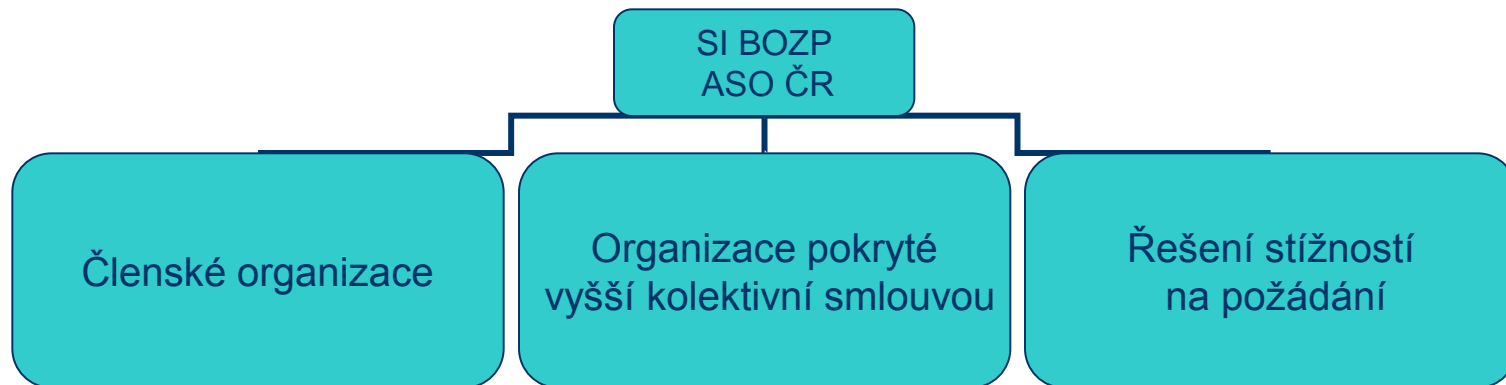 SI BOZP
ASO ČR
Členské organizace
Organizace pokryté
vyšší kolektivní smlouvou
Řešení stížností
na požádání